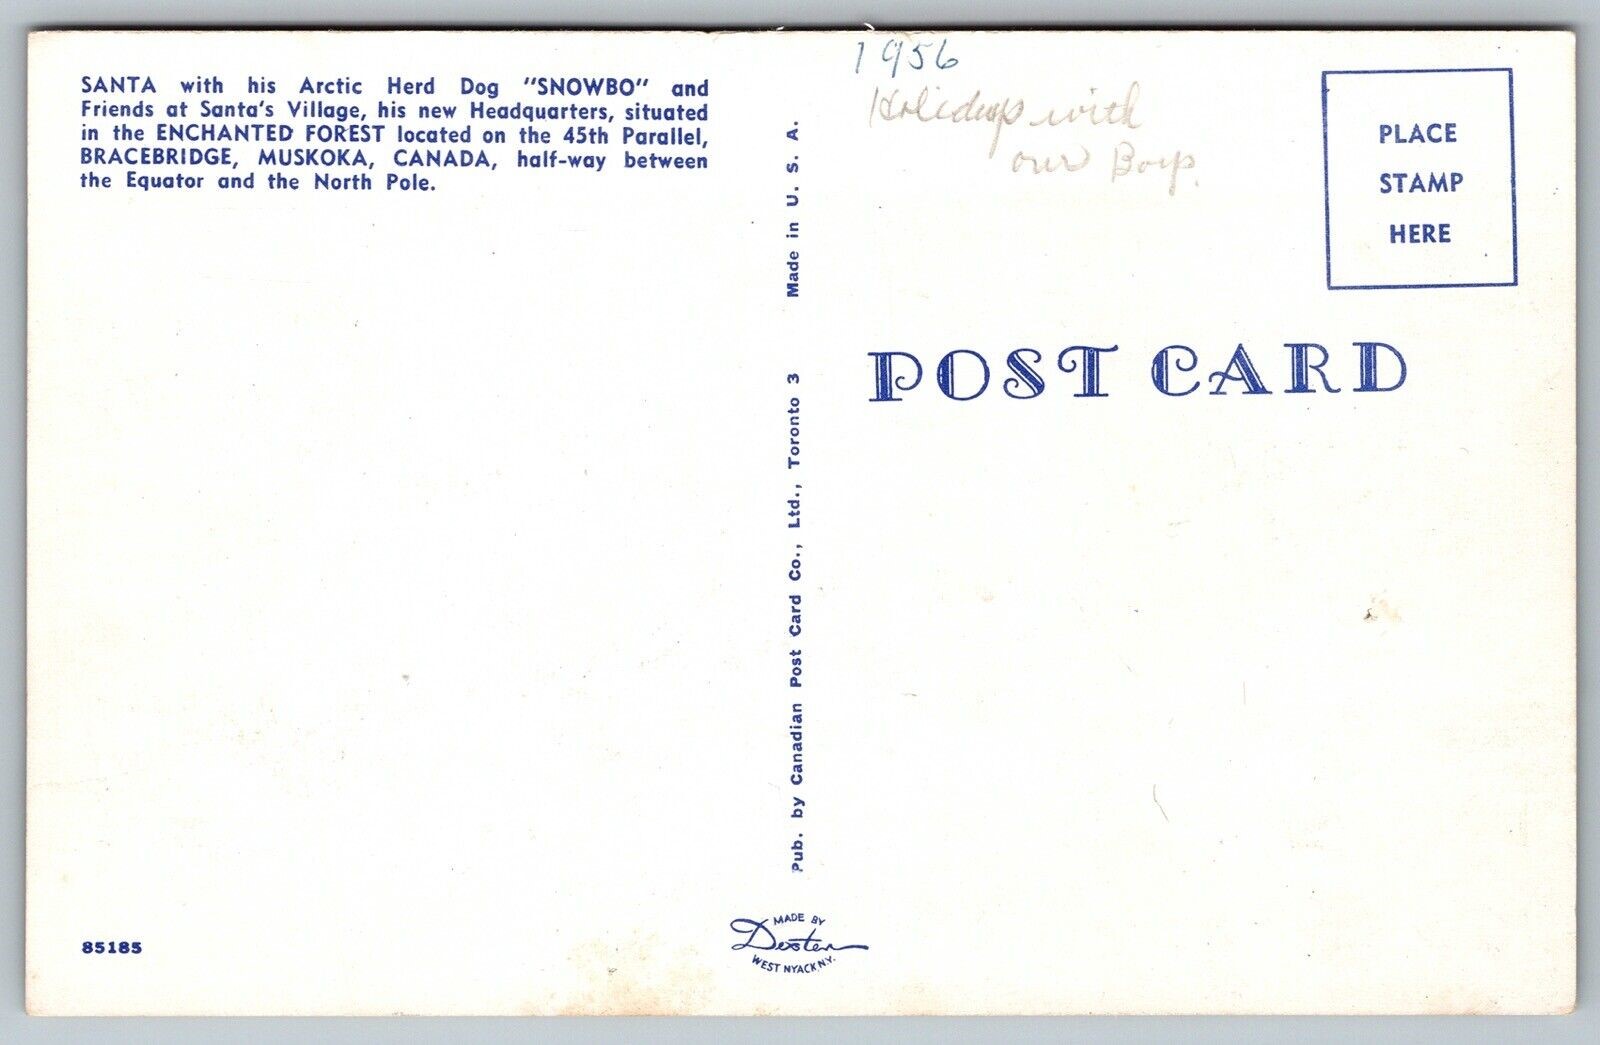 SANTA with his Arctic Herd Dog "SNOWBO" and
Friends at Santa's Village, his new Headquarters, situated
in the ENCHANTED FOREST located on the 45th Parallel,
BRACEBRIDGE, MUSKOKA, CANADA, half-way between
the Equator and the North Pole.
85185
Pub. by Canadian Post Card Co., Ltd., Toronto 3 Made in U. S. A.
MADE BY
Dexter
WEST NYACK N.Y.
1956
Holidays with
our Boys.
PLACE
STAMP
HERE
POST CARD